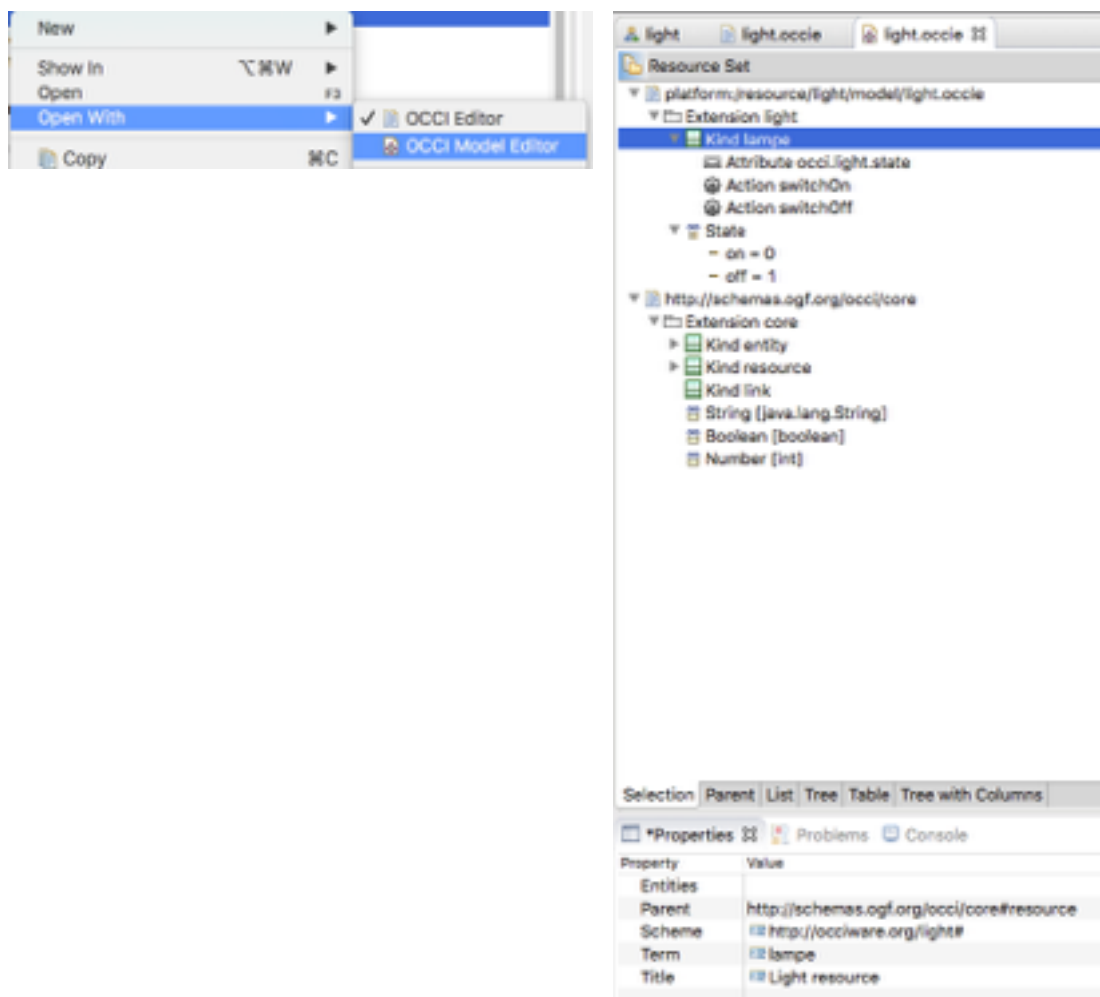 New
Show In ⌥⌘W
Open F3
Open With
✓ OCCI Editor
OCCI Model Editor
Copy ⌘C
light light.occie light.occie
Resource Set
platform:/resource/light/model/light.occie
Extension light
Kind lampe
Attribute occi.light.state
Action switchOn
Action switchOff
State
on = 0
off = 1
http://schemas.ogf.org/occi/core
Extension core
Kind entity
Kind resource
Kind link
String [java.lang.String]
Boolean [boolean]
Number [int]
Selection Parent List Tree Table Tree with Columns
*Properties Problems Console
Property Value
Entities
Parent http://schemas.ogf.org/occi/core#resource
Scheme http://occiware.org/light#
Term lampe
Title Light resource